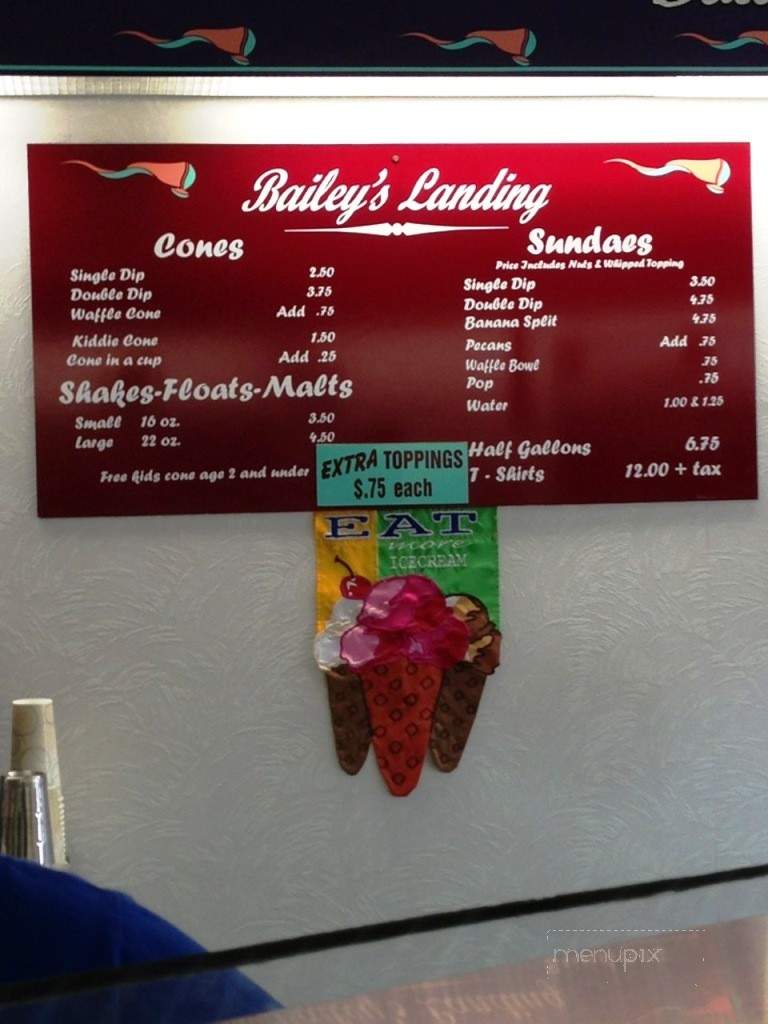 Bailey's Landing
Cones
Single Dip 2.50
Double Dip 3.75
Waffle Cone Add .75
Kiddie Cone 1.50
Cone in a cup Add .25
Shakes-Floats-Malts
Small 16 oz. 3.50
Large 22 oz. 4.50
Free kids cone age 2 and under
Sundaes
Price Includes Nuts & Whipped Topping
Single Dip 3.50
Double Dip 4.75
Banana Split 4.75
Pecans Add .75
Waffle Bowl .75
Pop .75
Water 1.00 & 1.25
Half Gallons 6.75
T - Shirts 12.00 + tax
EXTRA TOPPINGS
$.75 each
EAT
more
ICECREAM
menupix